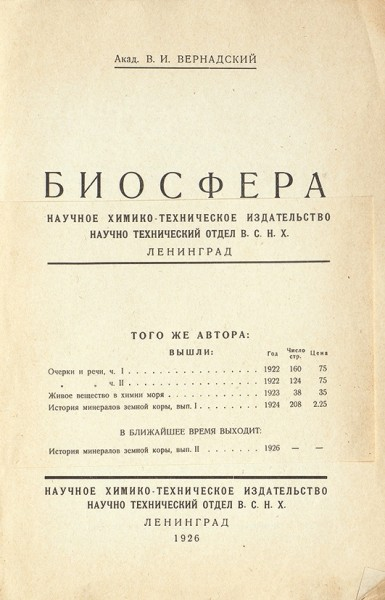 Акад. В. И. ВЕРНАДСКИЙ
БИОСФЕРА
НАУЧНОЕ ХИМИКО-ТЕХНИЧЕСКОЕ ИЗДАТЕЛЬСТВО
НАУЧНО ТЕХНИЧЕСКИЙ ОТДЕЛ В. С. Н. Х.
ЛЕНИНГРАД
ТОГО ЖЕ АВТОРА:
ВЫШЛИ: Год Число стр. Цена
Очерки и речи, ч. I . . . . . . . . . . . . . . . . . 1922 160 75
„ „ ч. II . . . . . . . . . . . . . . . . . 1922 124 75
Живое вещество в химии моря . . . . . . . . . . . . 1923 38 35
История минералов земной коры, вып. I . . . . . . . . 1924 208 2.25
В БЛИЖАЙШЕЕ ВРЕМЯ ВЫХОДИТ:
История минералов земной коры, вып. II . . . . . . . 1926 — —
НАУЧНОЕ ХИМИКО-ТЕХНИЧЕСКОЕ ИЗДАТЕЛЬСТВО
НАУЧНО ТЕХНИЧЕСКИЙ ОТДЕЛ В. С. Н. Х.
ЛЕНИНГРАД
1926